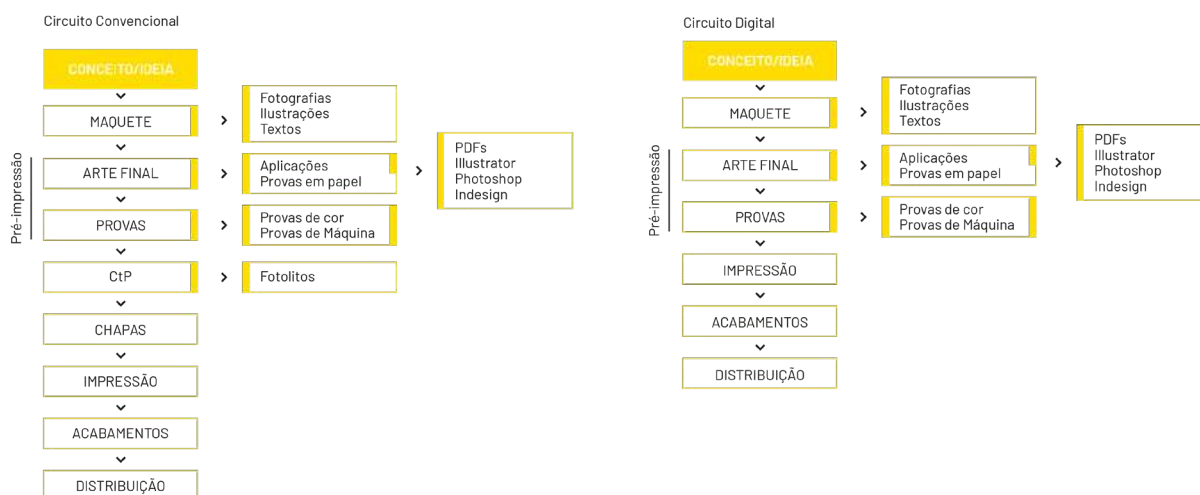 Circuito Convencional
CONCEITO/IDEIA
MAQUETE
Fotografias
Ilustrações
Textos
Pré-impressão
ARTE FINAL
Aplicações
Provas em papel
PDFs
Illustrator
Photoshop
Indesign
PROVAS
Provas de cor
Provas de Máquina
CtP
Fotolitos
CHAPAS
IMPRESSÃO
ACABAMENTOS
DISTRIBUIÇÃO
Circuito Digital
CONCEITO/IDEIA
MAQUETE
Fotografias
Ilustrações
Textos
Pré-impressão
ARTE FINAL
Aplicações
Provas em papel
PDFs
Illustrator
Photoshop
Indesign
PROVAS
Provas de cor
Provas de Máquina
IMPRESSÃO
ACABAMENTOS
DISTRIBUIÇÃO